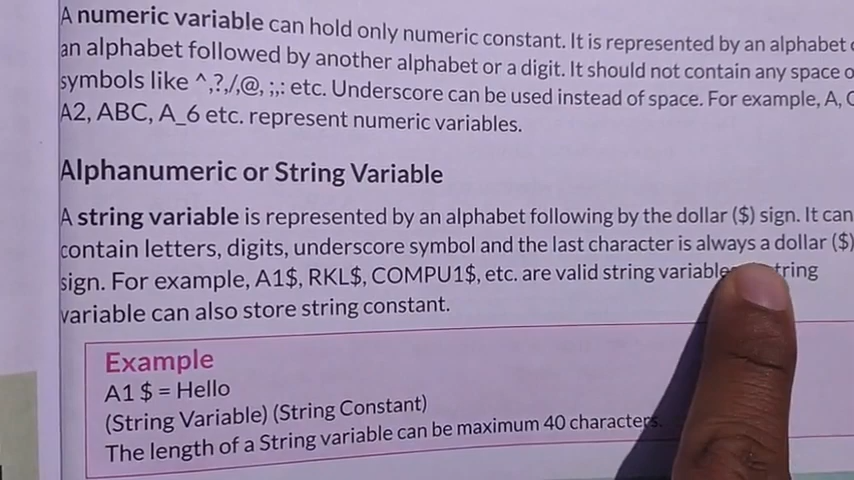 A numeric variable can hold only numeric constant. It is represented by an alphabet
an alphabet followed by another alphabet or a digit. It should not contain any space
symbols like ^,?,/,@, ;,: etc. Underscore can be used instead of space. For example, A,
A2, ABC, A_6 etc. represent numeric variables.
Alphanumeric or String Variable
A string variable is represented by an alphabet following by the dollar ($) sign. It can
contain letters, digits, underscore symbol and the last character is always a dollar ($)
sign. For example, A1$, RKL$, COMPU1$, etc. are valid string
variable can also store string constant.
Example
A1 $ = Hello
(String Variable) (String Constant)
The length of a String variable can be maximum 40 characters.